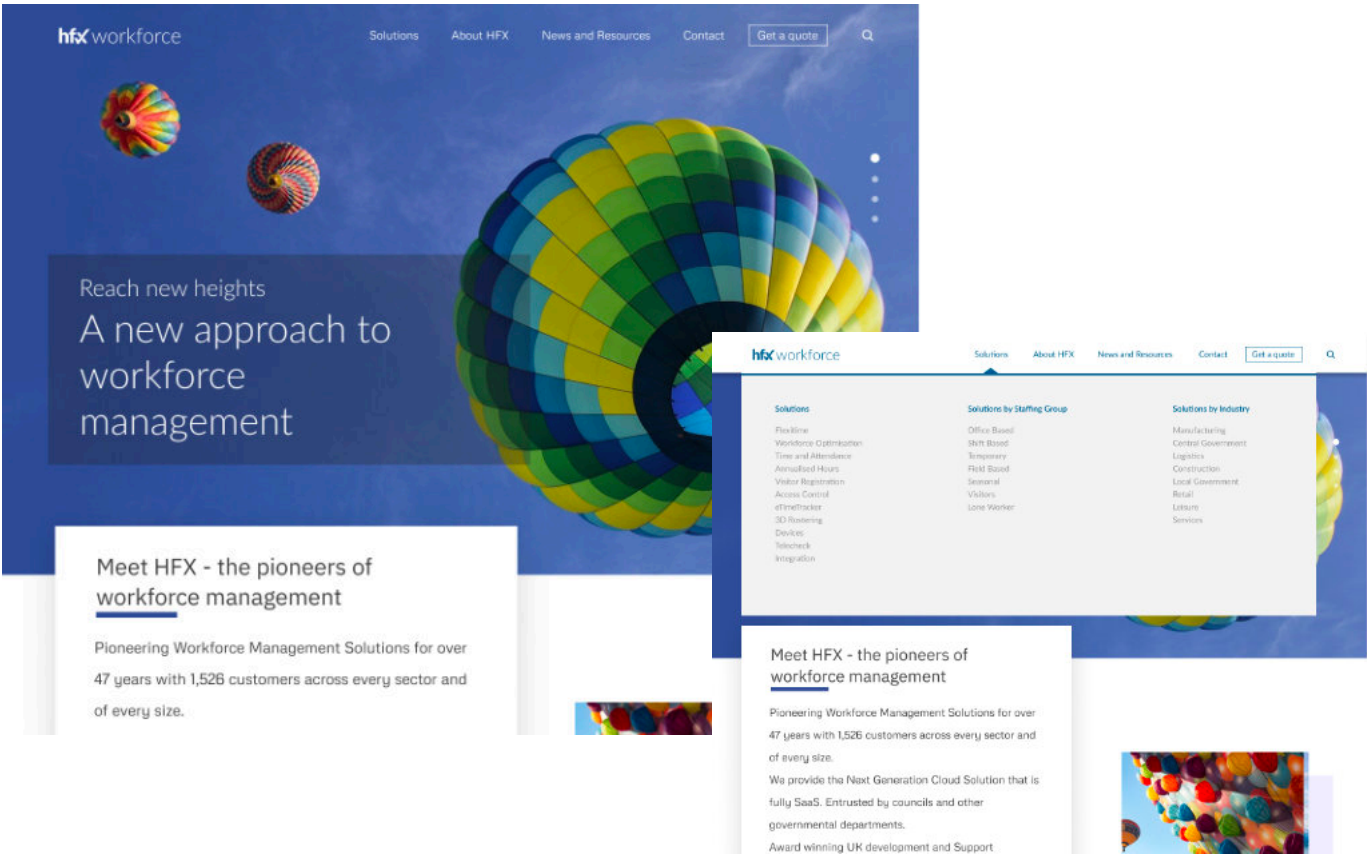 hfx workforce
Solutions
About HFX
News and Resources
Contact
Get a quote
Reach new heights
A new approach to
workforce
management
Meet HFX - the pioneers of
workforce management
Pioneering Workforce Management Solutions for over
47 years with 1,526 customers across every sector and
of every size.
hfx workforce
Solutions
About HFX
News and Resources
Contact
Get a quote
Solutions
Flexitime
Workforce Optimisation
Time and Attendance
Annualised Hours
Visitor Registration
Access Control
eTimeTracker
3D Rostering
Devices
Telecheck
Integration
Solutions by Staffing Group
Office Based
Shift Based
Temporary
Field Based
Seasonal
Visitors
Lone Worker
Solutions by Industry
Manufacturing
Central Government
Logistics
Construction
Local Government
Retail
Leisure
Services
Meet HFX - the pioneers of
workforce management
Pioneering Workforce Management Solutions for over
47 years with 1,526 customers across every sector and
of every size.
We provide the Next Generation Cloud Solution that is
fully SaaS. Entrusted by councils and other
governmental departments.
Award winning UK development and Support